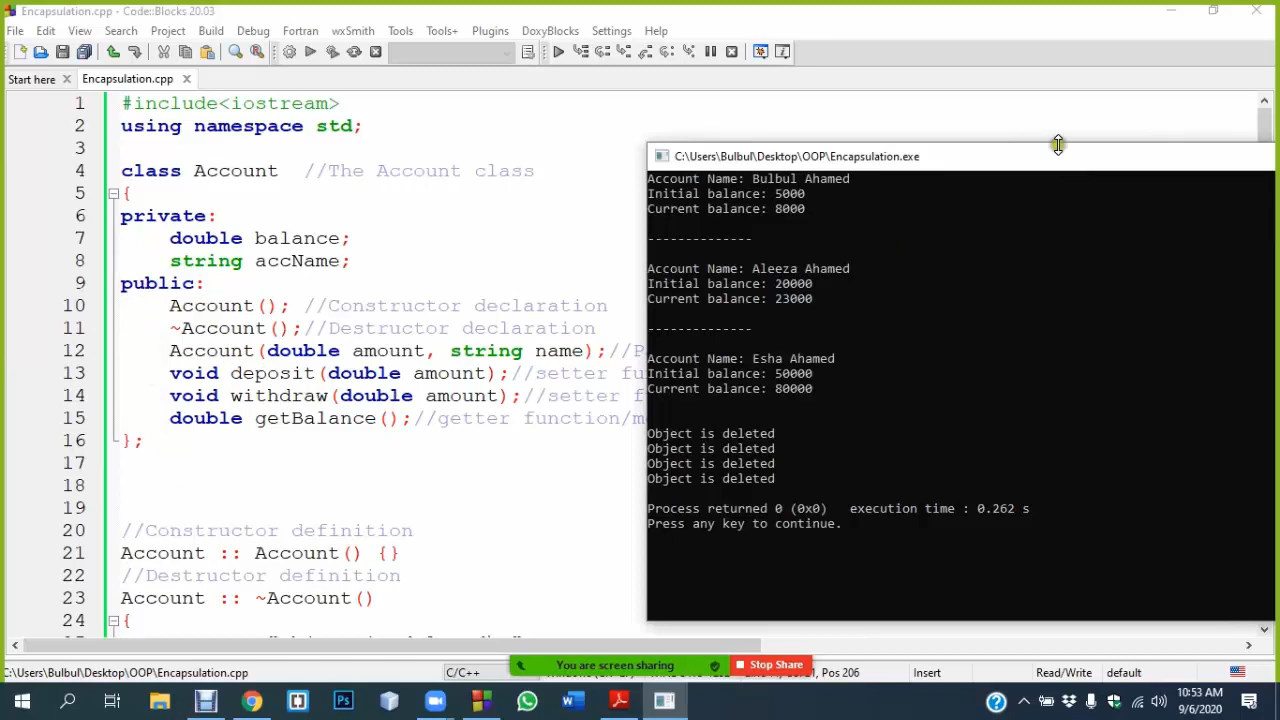 Encapsulation.cpp - Code::Blocks 20.03
File Edit View Search Project Build Debug Fortran wxSmith Tools Tools+ Plugins DoxyBlocks Settings Help
Start here Encapsulation.cpp
1 #include<iostream>
2 using namespace std;
3
4 class Account //The Account class
5 {
6 private:
7 double balance;
8 string accName;
9 public:
10 Account(); //Constructor declaration
11 ~Account();//Destructor declaration
12 Account(double amount, string name);//P
13 void deposit(double amount);//setter fu
14 void withdraw(double amount);//setter f
15 double getBalance();//getter function/m
16 };
17
18
19
20 //Constructor definition
21 Account :: Account() {}
22 //Destructor definition
23 Account :: ~Account()
24 {
C:\Users\Bulbul\Desktop\OOP\Encapsulation.exe
Account Name: Bulbul Ahamed
Initial balance: 5000
Current balance: 8000
--------------
Account Name: Aleeza Ahamed
Initial balance: 20000
Current balance: 23000
--------------
Account Name: Esha Ahamed
Initial balance: 50000
Current balance: 80000
Object is deleted
Object is deleted
Object is deleted
Object is deleted
Process returned 0 (0x0) execution time : 0.262 s
Press any key to continue.
C:\Users\Bulbul\Desktop\OOP\Encapsulation.cpp C/C++ Pos 206 Insert Read/Write default
You are screen sharing Stop Share
Ps
10:53 AM
9/6/2020